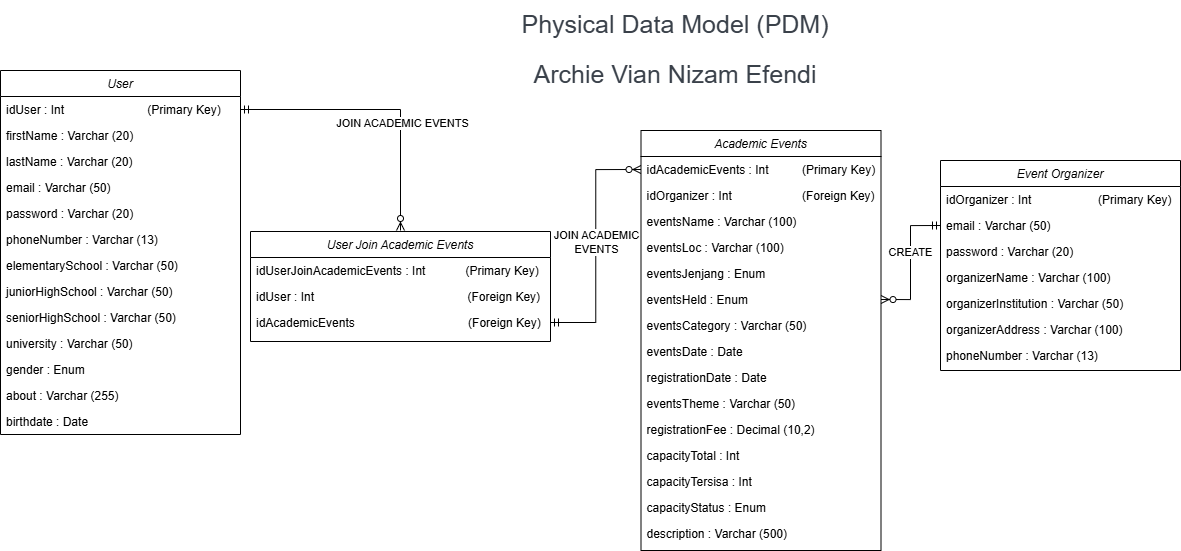 Physical Data Model (PDM)
Archie Vian Nizam Efendi
User
idUser : Int (Primary Key)
firstName : Varchar (20)
lastName : Varchar (20)
email : Varchar (50)
password : Varchar (20)
phoneNumber : Varchar (13)
elementarySchool : Varchar (50)
juniorHighSchool : Varchar (50)
seniorHighSchool : Varchar (50)
university : Varchar (50)
gender : Enum
about : Varchar (255)
birthdate : Date
JOIN ACADEMIC EVENTS
User Join Academic Events
idUserJoinAcademicEvents : Int (Primary Key)
idUser : Int (Foreign Key)
idAcademicEvents (Foreign Key)
JOIN ACADEMIC
EVENTS
Academic Events
idAcademicEvents : Int (Primary Key)
idOrganizer : Int (Foreign Key)
eventsName : Varchar (100)
eventsLoc : Varchar (100)
eventsJenjang : Enum
eventsHeld : Enum
eventsCategory : Varchar (50)
eventsDate : Date
registrationDate : Date
eventsTheme : Varchar (50)
registrationFee : Decimal (10,2)
capacityTotal : Int
capacityTersisa : Int
capacityStatus : Enum
description : Varchar (500)
CREATE
Event Organizer
idOrganizer : Int (Primary Key)
email : Varchar (50)
password : Varchar (20)
organizerName : Varchar (100)
organizerInstitution : Varchar (50)
organizerAddress : Varchar (100)
phoneNumber : Varchar (13)